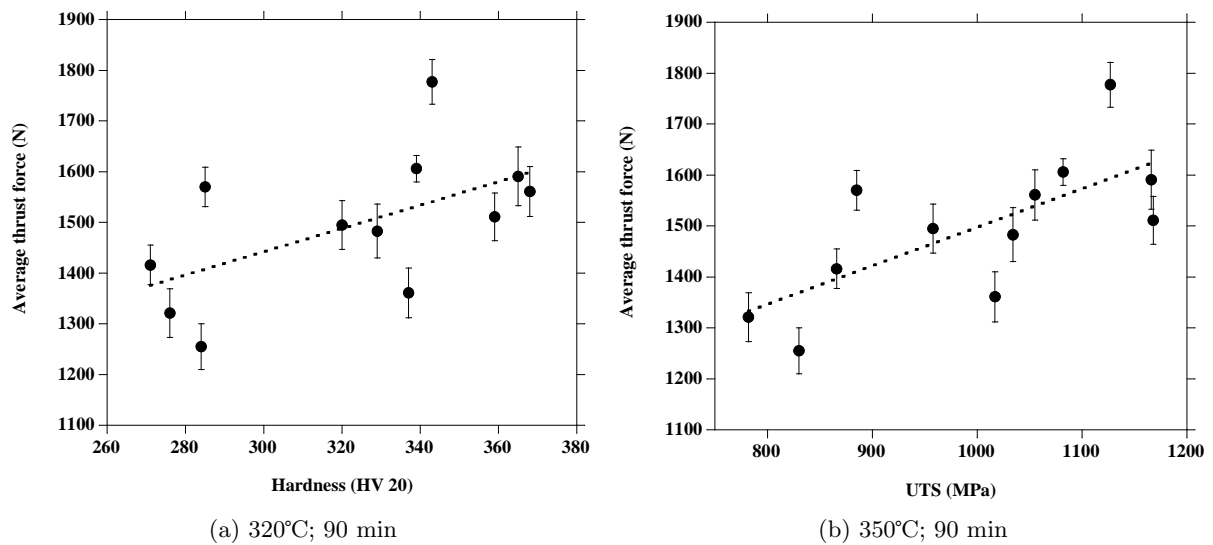 1900
1800
1700
1600
1500
1400
1300
1200
1100
Average thrust force (N)
260 280 300 320 340 360 380
Hardness (HV 20)
(a) 320°C; 90 min
1900
1800
1700
1600
1500
1400
1300
1200
1100
Average thrust force (N)
800 900 1000 1100 1200
UTS (MPa)
(b) 350°C; 90 min